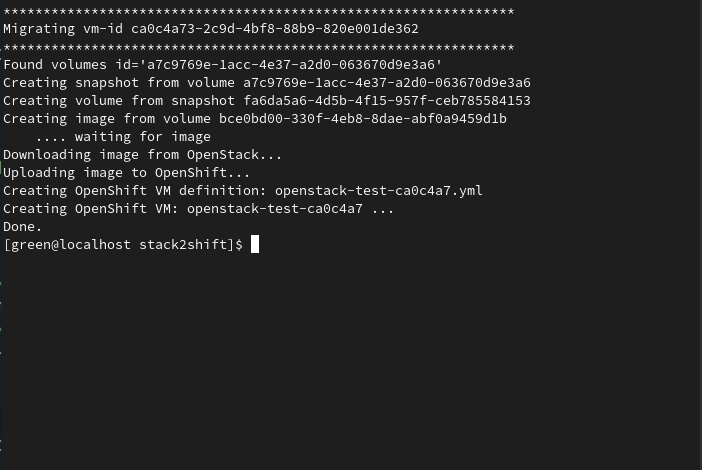 ****************************************************************
Migrating vm-id ca0c4a73-2c9d-4bf8-88b9-820e001de362
****************************************************************
Found volumes id='a7c9769e-1acc-4e37-a2d0-063670d9e3a6'
Creating snapshot from volume a7c9769e-1acc-4e37-a2d0-063670d9e3a6
Creating volume from snapshot fa6da5a6-4d5b-4f15-957f-ceb785584153
Creating image from volume bce0bd00-330f-4eb8-8dae-abf0a9459d1b
    .... waiting for image
Downloading image from OpenStack...
Uploading image to OpenShift...
Creating OpenShift VM definition: openstack-test-ca0c4a7.yml
Creating OpenShift VM: openstack-test-ca0c4a7 ...
Done.
[green@localhost stack2shift]$